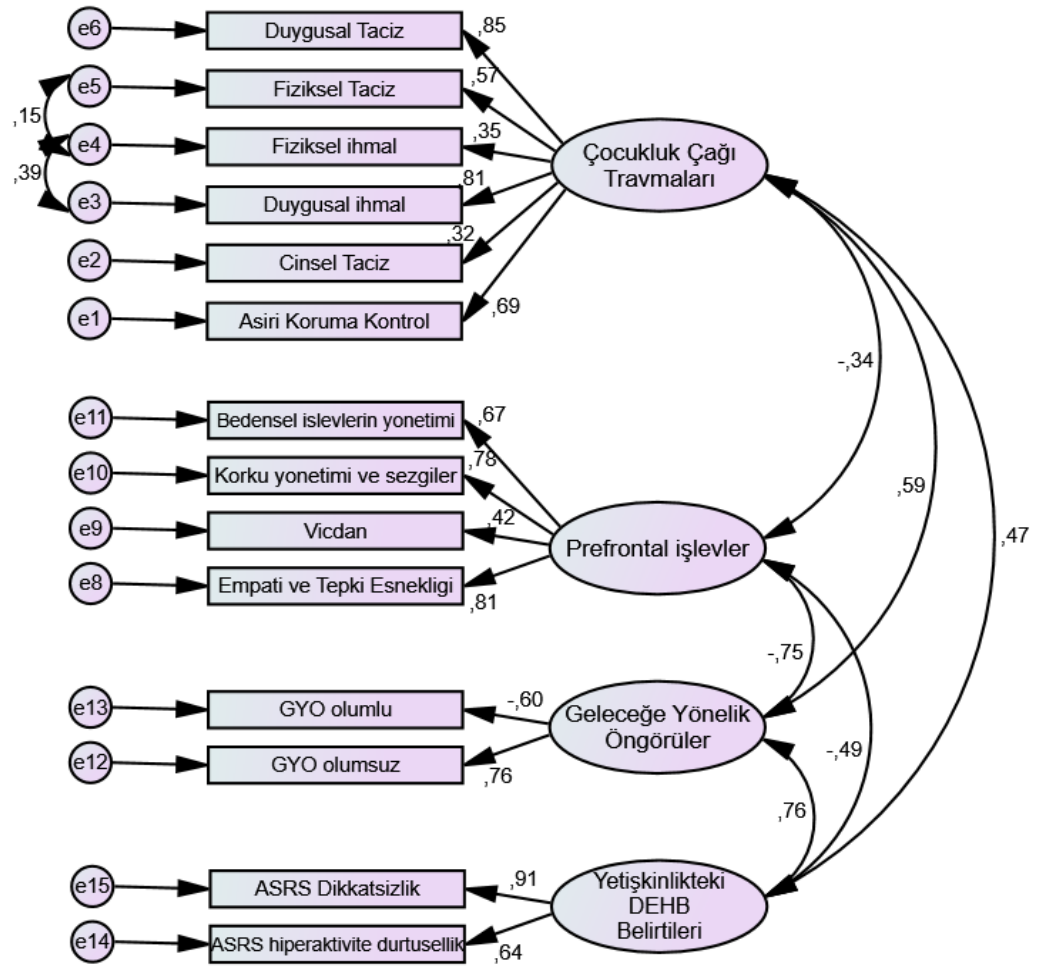 e6
Duygusal Taciz
,85
e5
Fiziksel Taciz
,57
,15
e4
Fiziksel ihmal
,35
Çocukluk Çağı
Travmaları
,39
e3
Duygusal ihmal
,81
e2
Cinsel Taciz
,32
e1
Asiri Koruma Kontrol
,69
-,34
e11
Bedensel islevlerin yonetimi
,67
e10
Korku yonetimi ve sezgiler
,78
,59
e9
Vicdan
,42
Prefrontal işlevler
,47
e8
Empati ve Tepki Esnekligi
,81
-,75
e13
GYO olumlu
-,60
Geleceğe Yönelik
Öngörüler
-,49
e12
GYO olumsuz
,76
,76
e15
ASRS Dikkatsizlik
,91
Yetişkinlikteki
DEHB
Belirtileri
e14
ASRS hiperaktivite durtusellik
,64